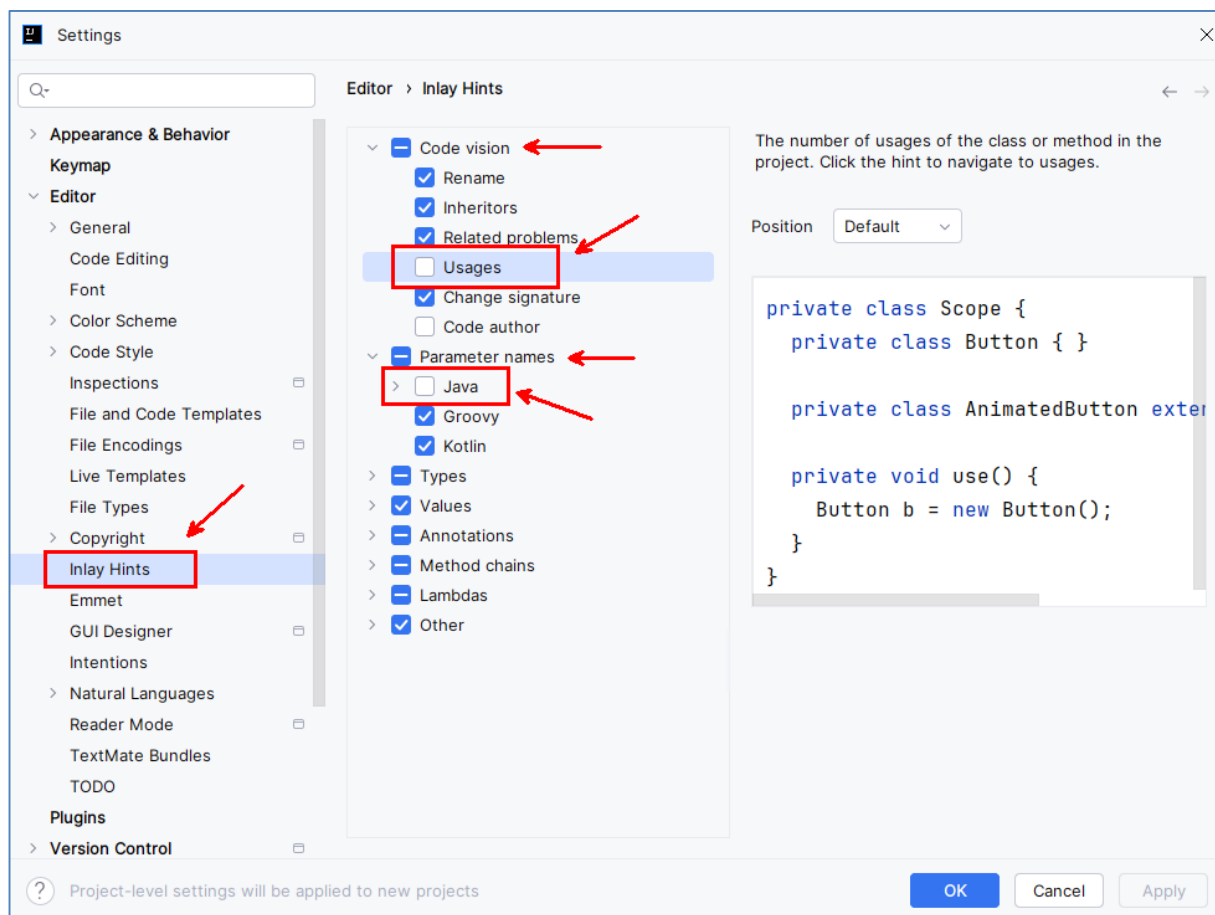 Settings
Editor › Inlay Hints
Appearance & Behavior
Keymap
Editor
General
Code Editing
Font
Color Scheme
Code Style
Inspections
File and Code Templates
File Encodings
Live Templates
File Types
Copyright
Inlay Hints
Emmet
GUI Designer
Intentions
Natural Languages
Reader Mode
TextMate Bundles
TODO
Plugins
Version Control
Code vision
Rename
Inheritors
Related problems
Usages
Change signature
Code author
Parameter names
Java
Groovy
Kotlin
Types
Values
Annotations
Method chains
Lambdas
Other
The number of usages of the class or method in the
project. Click the hint to navigate to usages.
Position Default
private class Scope {
private class Button { }
private class AnimatedButton exter
private void use() {
Button b = new Button();
}
}
? Project-level settings will be applied to new projects
OK Cancel Apply